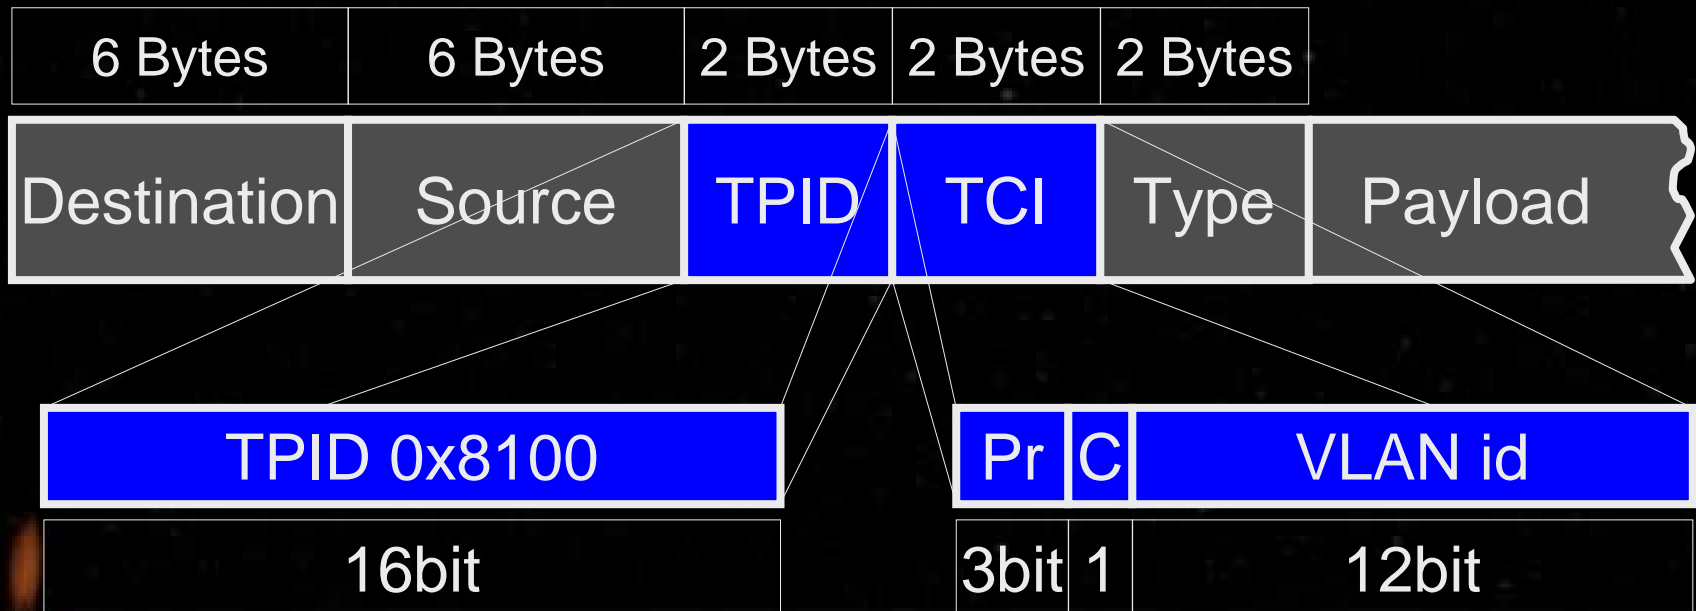 6 Bytes 6 Bytes 2 Bytes 2 Bytes 2 Bytes
Destination Source TPID TCI Type Payload
TPID 0x8100 Pr C VLAN id
16bit 3bit 1 12bit